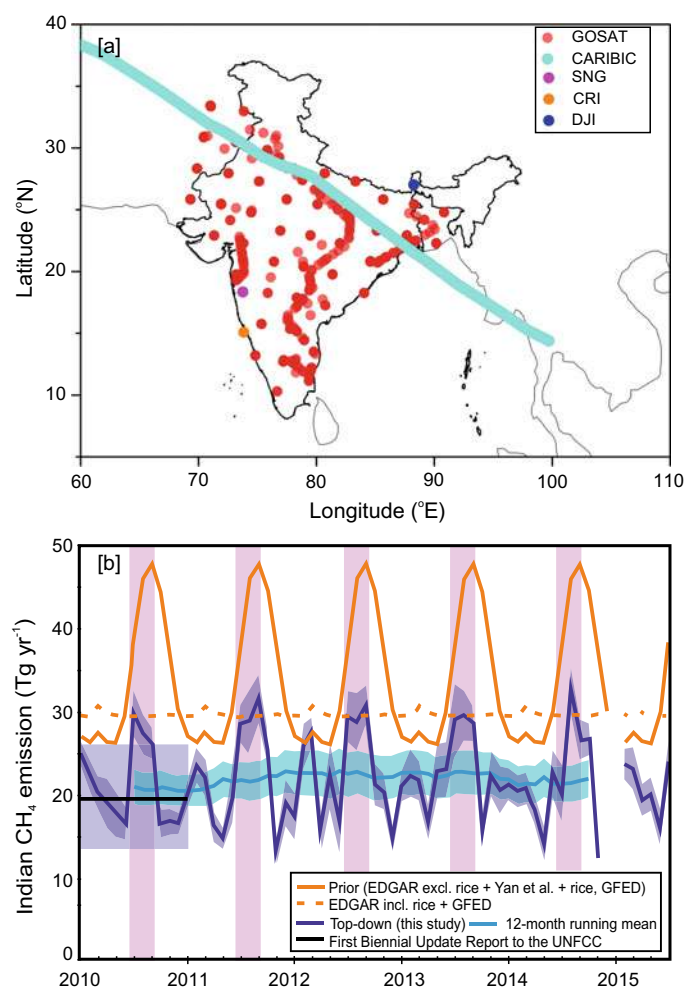 40
[a]
GOSAT
CARIBIC
SNG
CRI
DJI
30
20
10
Latitude (°N)
60 70 80 90 100 110
Longitude (°E)
50
[b]
40
30
20
10
0
Indian CH4 emission (Tg yr-1)
Prior (EDGAR excl. rice + Yan et al. + rice, GFED)
EDGAR incl. rice + GFED
Top-down (this study) 12-month running mean
First Biennial Update Report to the UNFCC
2010 2011 2012 2013 2014 2015